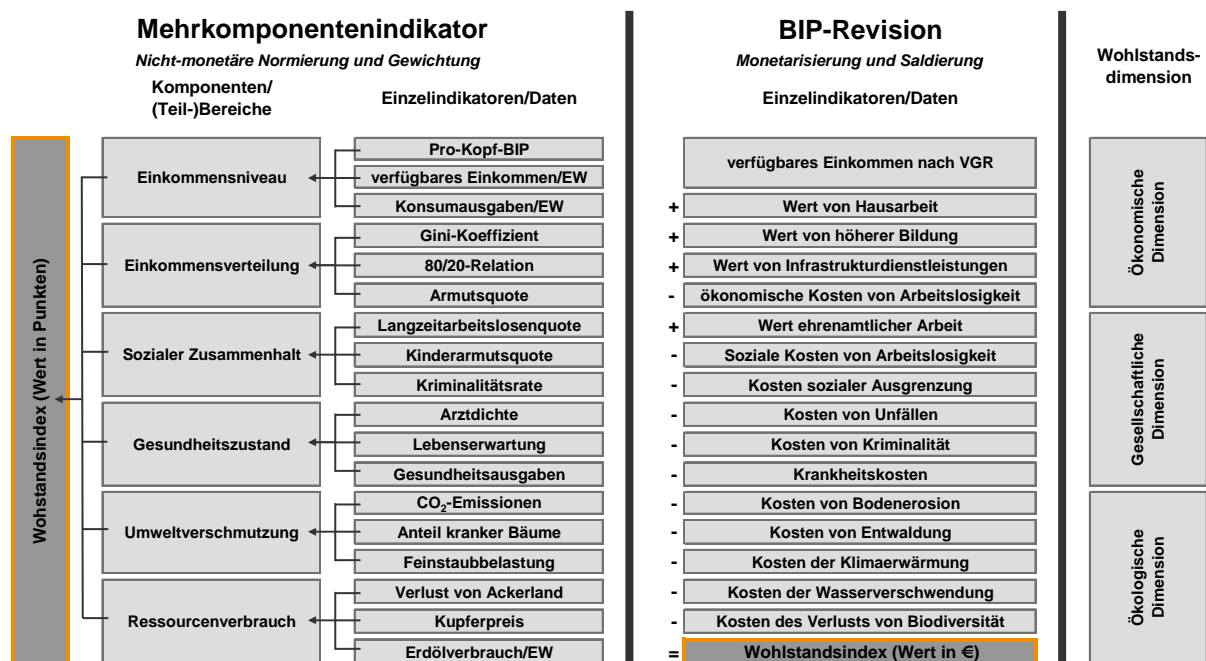 Mehrkomponentenindikator
Nicht-monetäre Normierung und Gewichtung
Komponenten/
(Teil-)Bereiche
Einzelindikatoren/Daten
Wohstandsindex (Wert in Punkten)
Einkommensniveau
Pro-Kopf-BIP
verfügbares Einkommen/EW
Konsumausgaben/EW
Einkommensverteilung
Gini-Koeffizient
80/20-Relation
Armutsquote
Sozialer Zusammenhalt
Langzeitarbeitslosenquote
Kinderarmutsquote
Kriminalitätsrate
Gesundheitszustand
Arztdichte
Lebenserwartung
Gesundheitsausgaben
Umweltverschmutzung
CO₂-Emissionen
Anteil kranker Bäume
Feinstaubbelastung
Ressourcenverbrauch
Verlust von Ackerland
Kupferpreis
Erdölverbrauch/EW
BIP-Revision
Monetarisierung und Saldierung
Einzelindikatoren/Daten
verfügbares Einkommen nach VGR
+ Wert von Hausarbeit
+ Wert von höherer Bildung
+ Wert von Infrastrukturdienstleistungen
- ökonomische Kosten von Arbeitslosigkeit
+ Wert ehrenamtlicher Arbeit
- Soziale Kosten von Arbeitslosigkeit
- Kosten sozialer Ausgrenzung
- Kosten von Unfällen
- Kosten von Kriminalität
- Krankheitskosten
- Kosten von Bodenerosion
- Kosten von Entwaldung
- Kosten der Klimaerwärmung
- Kosten der Wasserverschwendung
- Kosten des Verlusts von Biodiversität
= Wohlstandsindex (Wert in €)
Wohlstands-
dimension
Ökonomische
Dimension
Gesellschaftliche
Dimension
Ökologische
Dimension